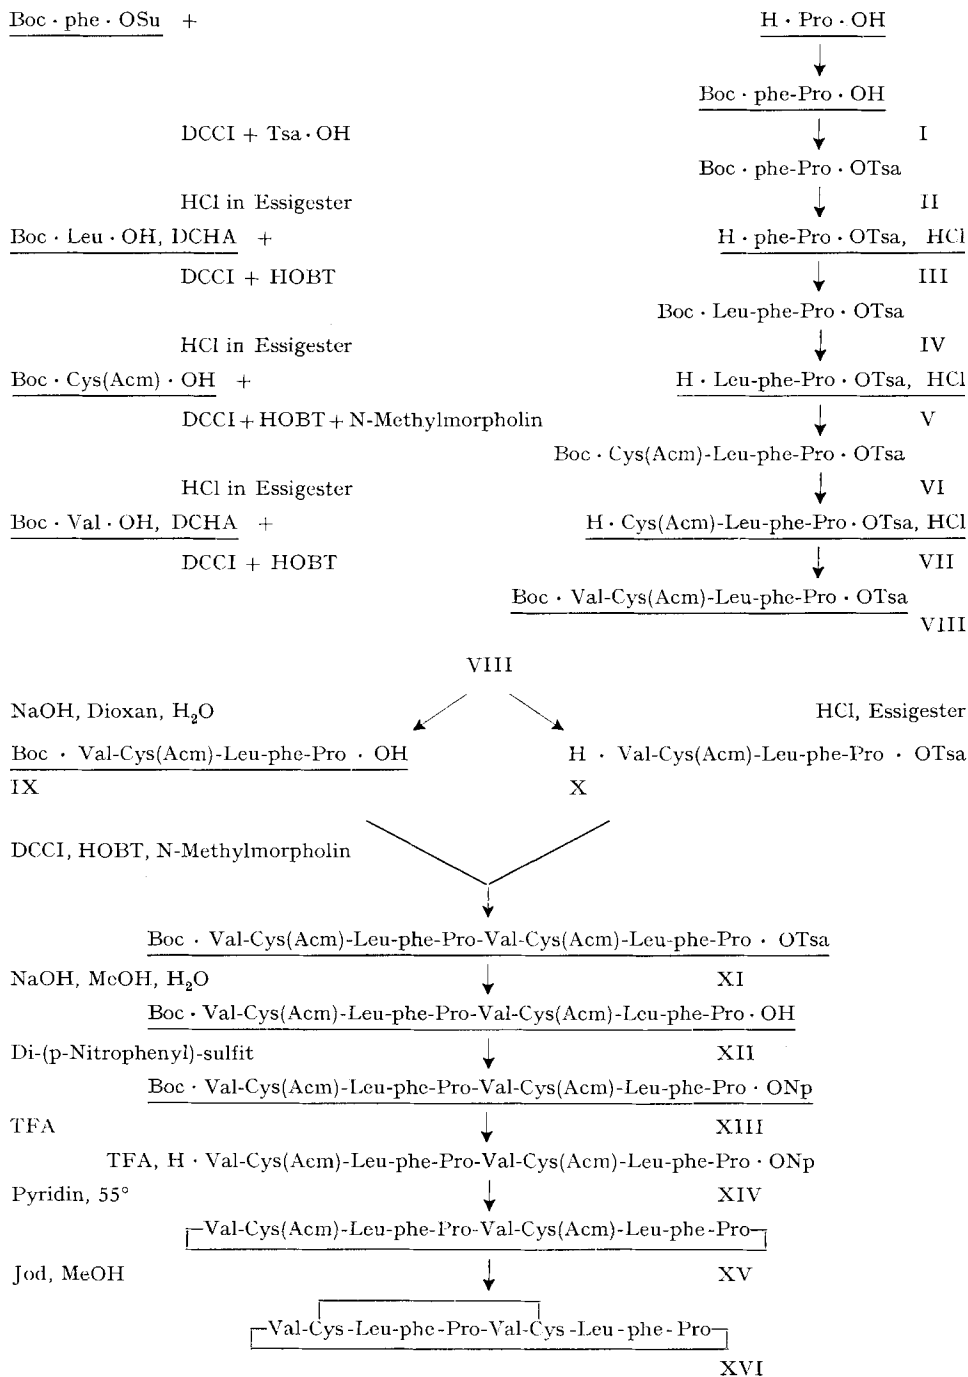 Boc · phe · OSu + H · Pro · OH
Boc · phe-Pro · OH
DCCI + Tsa · OH I
Boc · phe-Pro · OTsa
HCl in Essigester II
Boc · Leu · OH, DCHA + H · phe-Pro · OTsa, HCl
DCCI + HOBT III
Boc · Leu-phe-Pro · OTsa
HCl in Essigester IV
Boc · Cys(Acm) · OH + H · Leu-phe-Pro · OTsa, HCl
DCCI + HOBT + N-Methylmorpholin V
Boc · Cys(Acm)-Leu-phe-Pro · OTsa
HCl in Essigester VI
Boc · Val · OH, DCHA + H · Cys(Acm)-Leu-phe-Pro · OTsa, HCl
DCCI + HOBT VII
Boc · Val-Cys(Acm)-Leu-phe-Pro · OTsa
VIII
VIII
NaOH, Dioxan, H₂O HCl, Essigester
Boc · Val-Cys(Acm)-Leu-phe-Pro · OH H · Val-Cys(Acm)-Leu-phe-Pro · OTsa
IX X
DCCI, HOBT, N-Methylmorpholin
Boc · Val-Cys(Acm)-Leu-phe-Pro-Val-Cys(Acm)-Leu-phe-Pro · OTsa
NaOH, MeOH, H₂O XI
Boc · Val-Cys(Acm)-Leu-phe-Pro-Val-Cys(Acm)-Leu-phe-Pro · OH
Di-(p-Nitrophenyl)-sulfit XII
Boc · Val-Cys(Acm)-Leu-phe-Pro-Val-Cys(Acm)-Leu-phe-Pro · ONp
TFA XIII
TFA, H · Val-Cys(Acm)-Leu-phe-Pro-Val-Cys(Acm)-Leu-phe-Pro · ONp
Pyridin, 55° XIV
Val-Cys(Acm)-Leu-phe-Pro-Val-Cys(Acm)-Leu-phe-Pro
Jod, MeOH XV
Val-Cys-Leu-phe-Pro-Val-Cys-Leu-phe-Pro
XVI